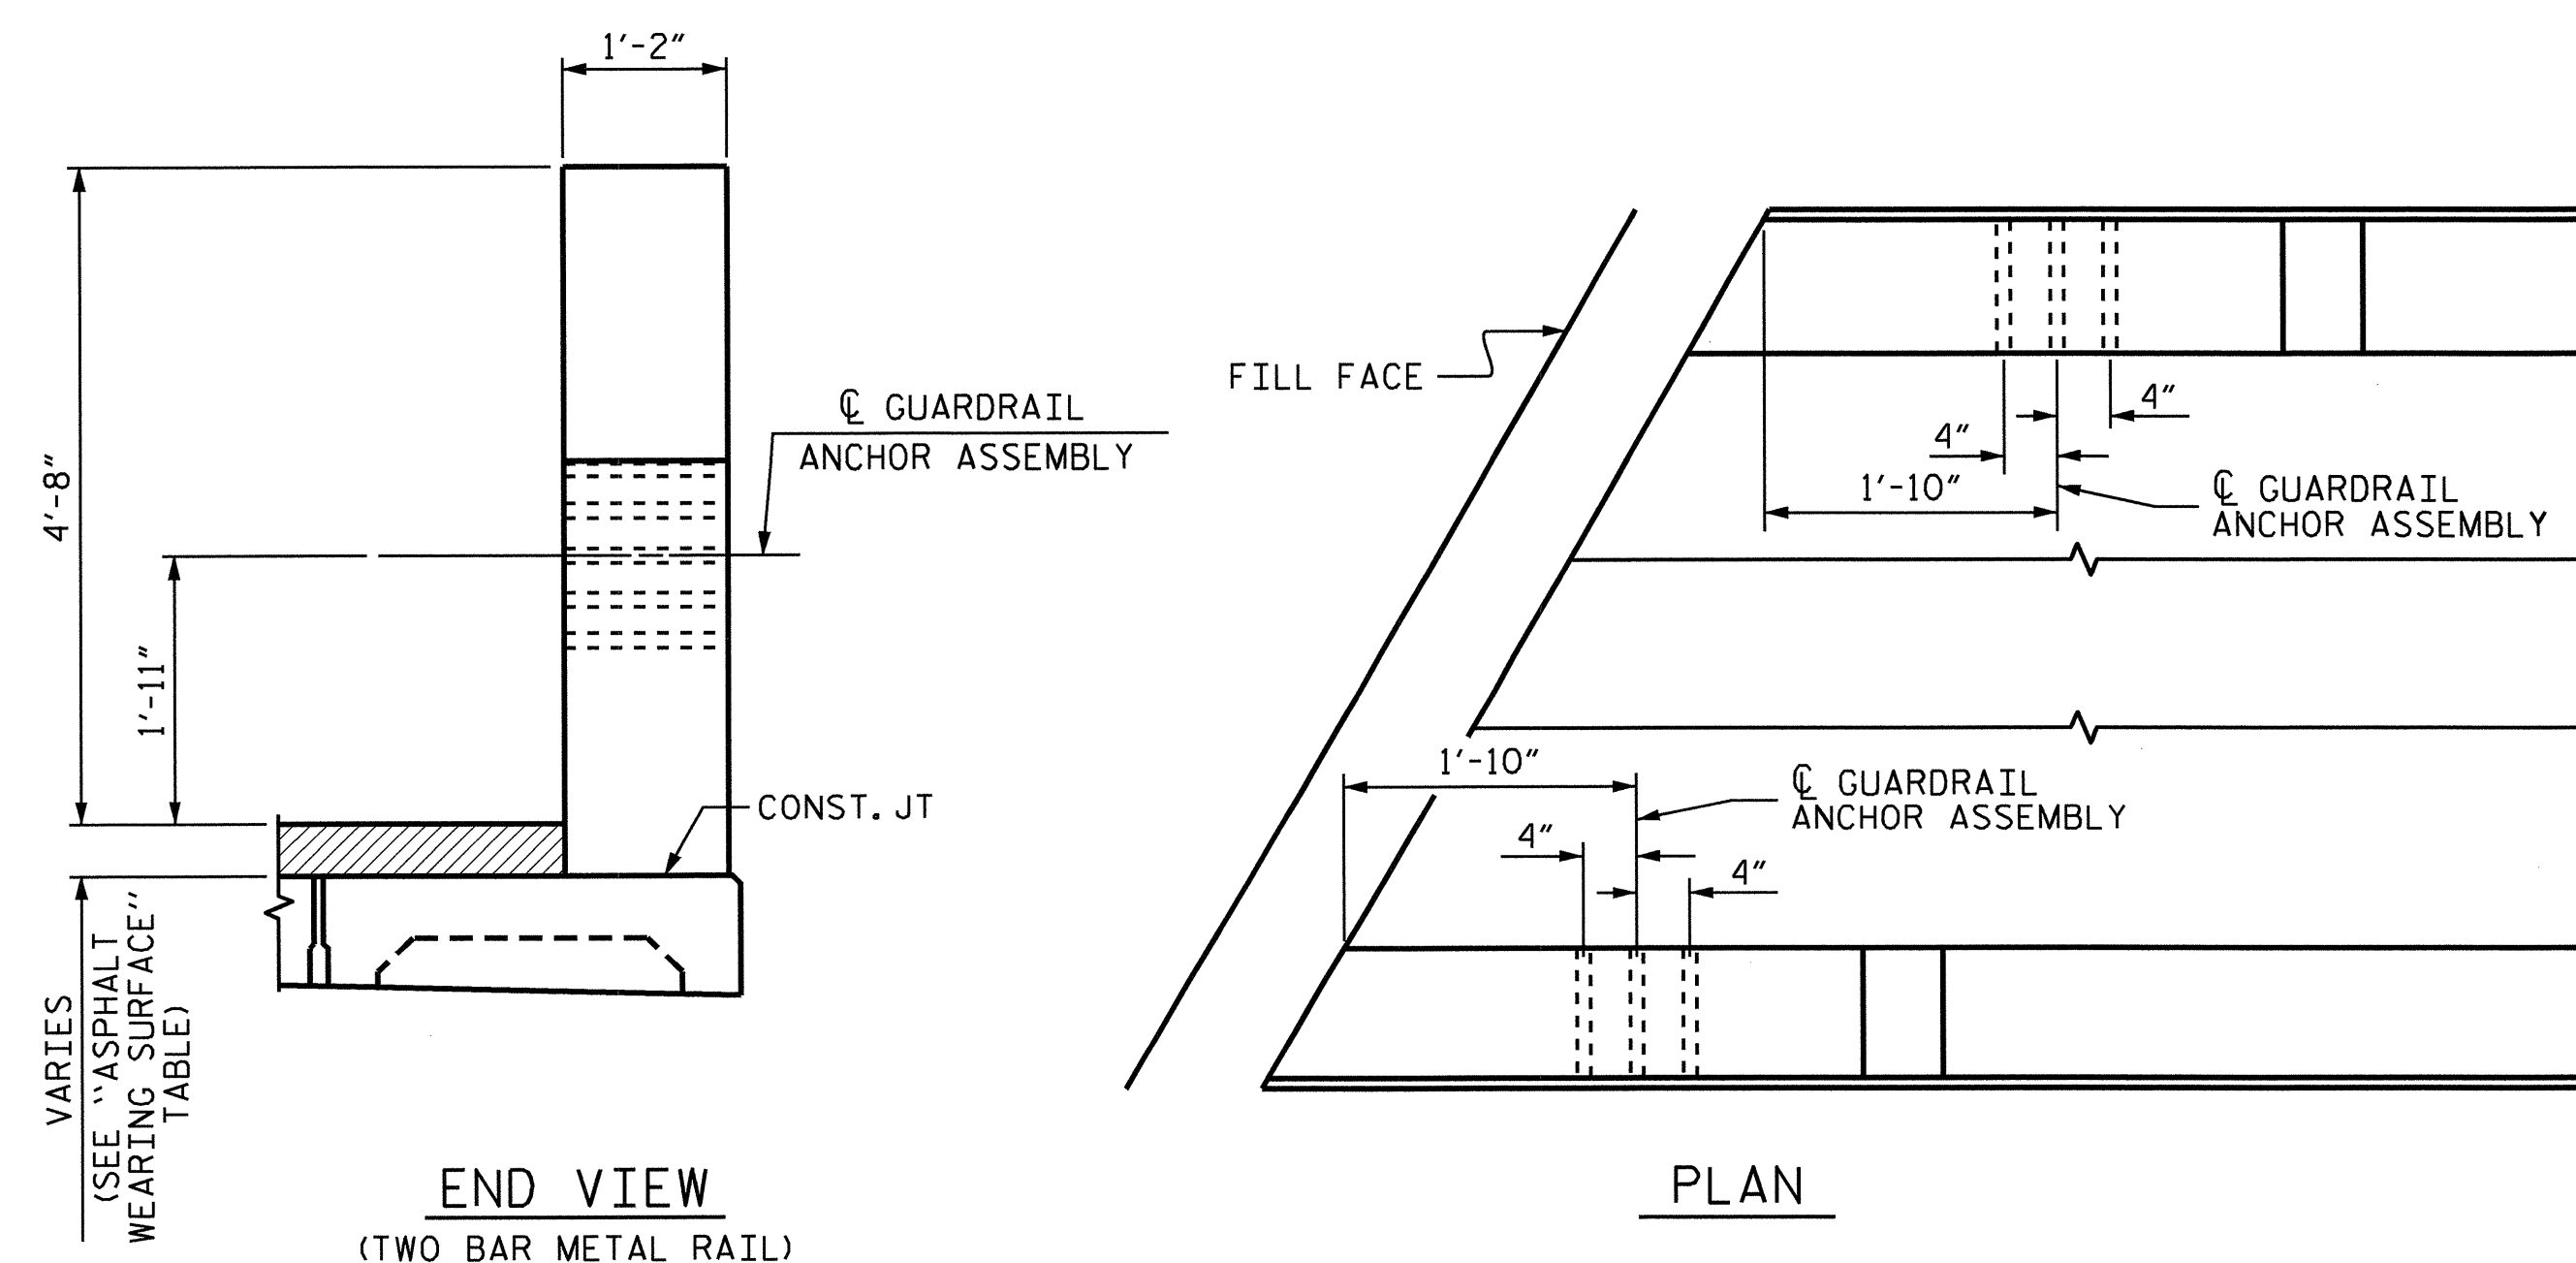 1'-2"
4'-8"
1'-11"
℄ GUARDRAIL
ANCHOR ASSEMBLY
CONST. JT
VARIES
(SEE "ASPHALT
WEARING SURFACE"
TABLE)
END VIEW
(TWO BAR METAL RAIL)
FILL FACE
4"
4"
1'-10"
℄ GUARDRAIL
ANCHOR ASSEMBLY
1'-10"
℄ GUARDRAIL
ANCHOR ASSEMBLY
4"
4"
PLAN